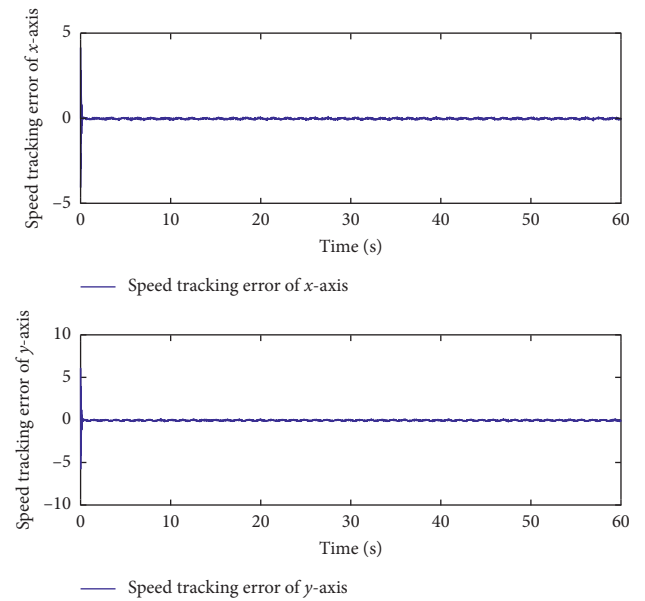 Speed tracking error of x-axis
5
0
–5
0 10 20 30 40 50 60
Time (s)
Speed tracking error of x-axis
Speed tracking error of y-axis
10
5
0
–5
–10
0 10 20 30 40 50 60
Time (s)
Speed tracking error of y-axis